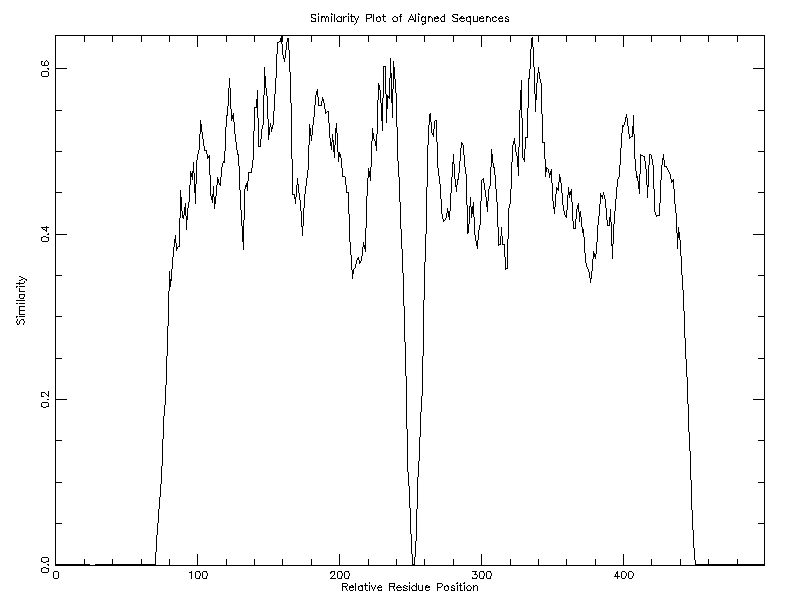 Similarity Plot of Aligned Sequences
0.6
0.4
0.2
0.0
Similarity
0 100 200 300 400
Relative Residue Position